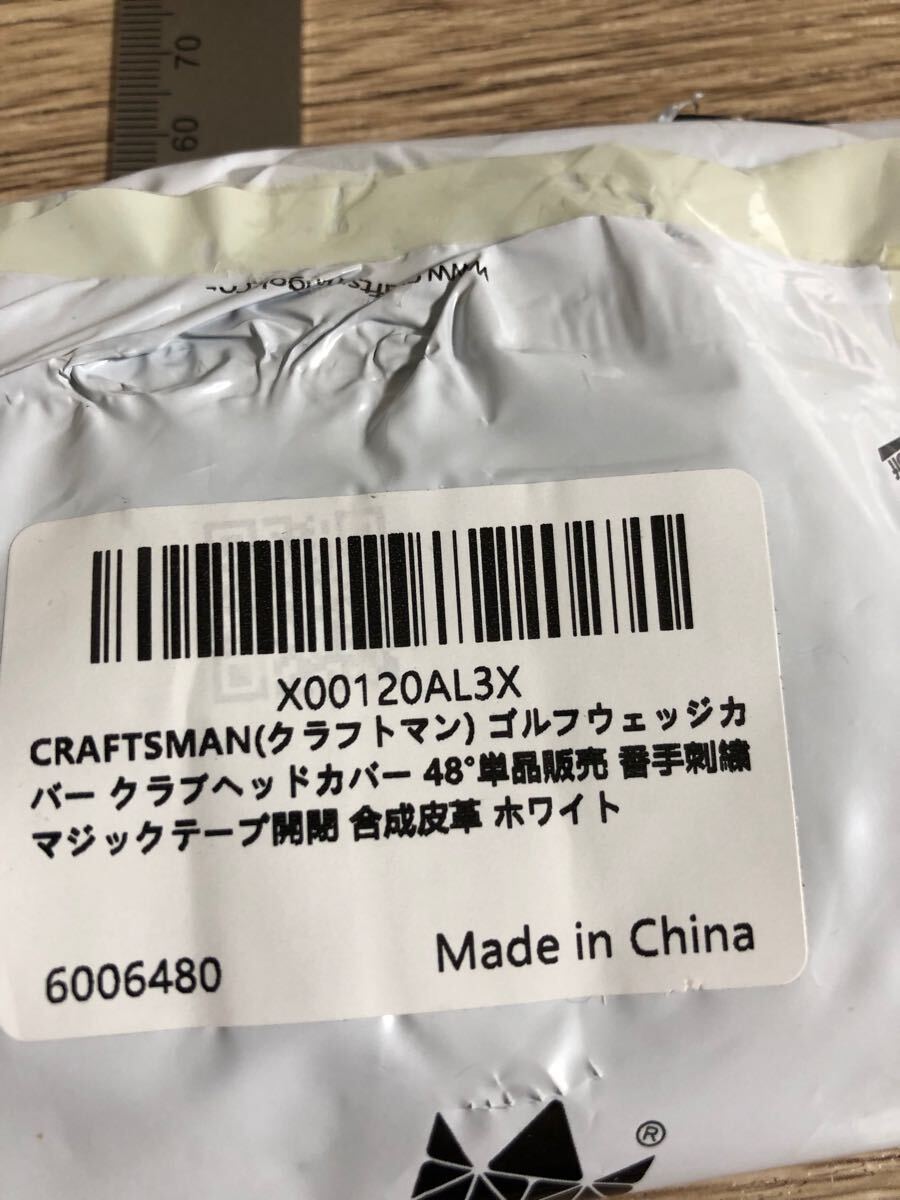 70
60
X00120AL3X
CRAFTSMAN(クラフトマン) ゴルフウェッジカ
バー クラブヘッドカバー 48°単品販売 番手刺繍
マジックテープ開閉 合成皮革 ホワイト
6006480
Made in China
®